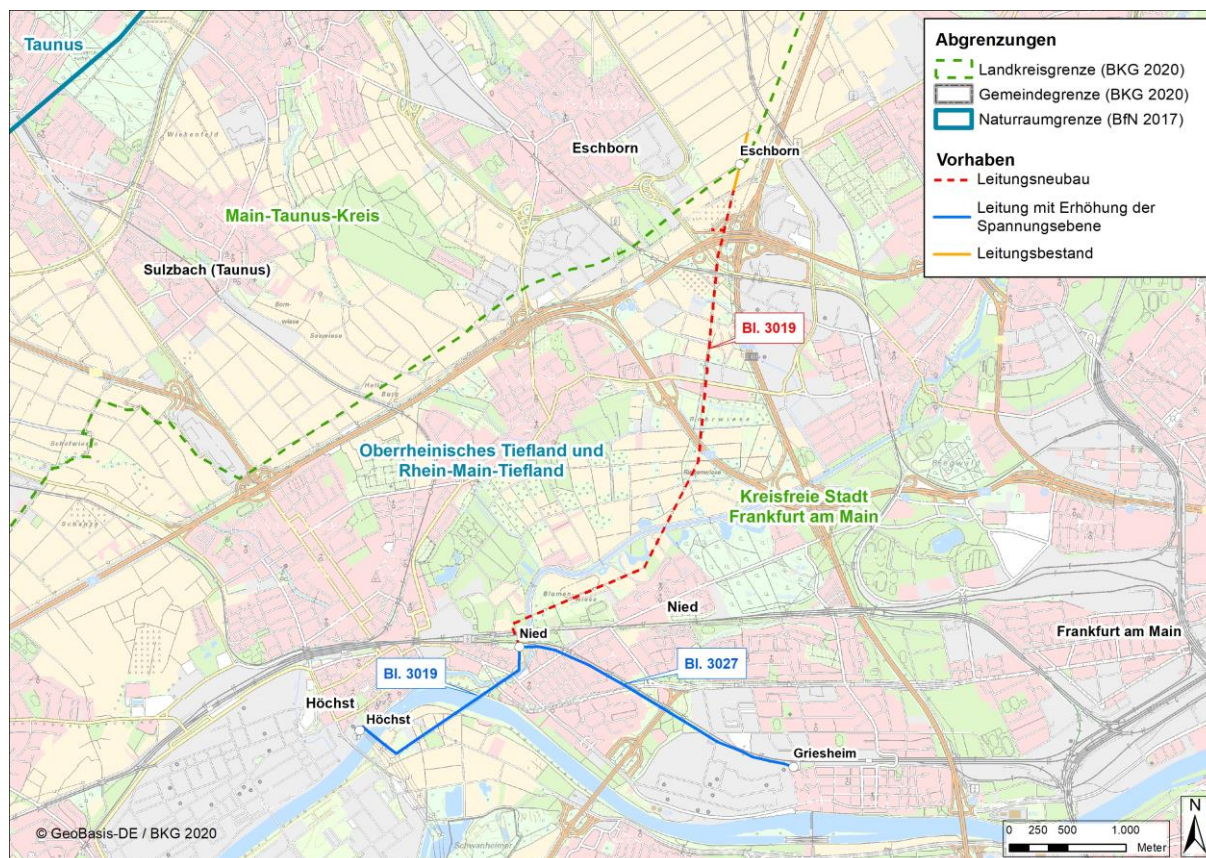 Taunus
Wickenfeld
Main-Taunus-Kreis
Sulzbach (Taunus)
Eschborn
Eschborn
Abgrenzungen
Landkreisgrenze (BKG 2020)
Gemeindegrenze (BKG 2020)
Naturraumgrenze (BfN 2017)
Vorhaben
Leitungsneubau
Leitung mit Erhöhung der
Spannungsebene
Leitungsbestand
Bl. 3019
Oberrheinisches Tiefland und
Rhein-Main-Tiefland
Kreisfreie Stadt
Frankfurt am Main
Nied
Nied
Frankfurt am Main
Bl. 3019
Bl. 3027
Höchst
Höchst
Griesheim
Schwanheimer
© GeoBasis-DE / BKG 2020
N
0 250 500 1.000
Meter